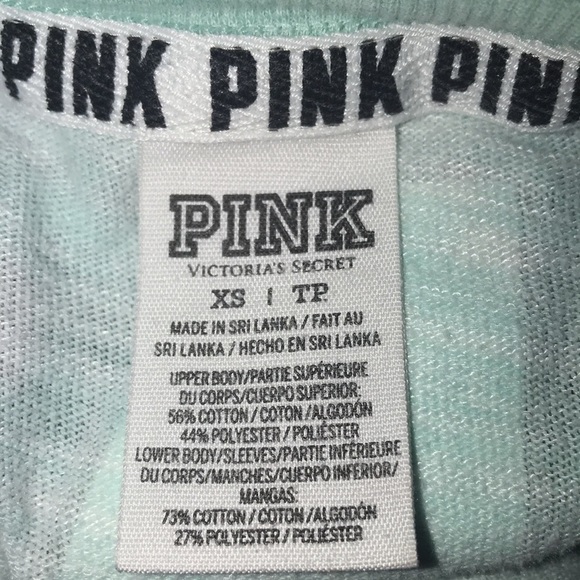 PINK PINK PIN
PINK
VICTORIA'S SECRET
XS | TP
MADE IN SRI LANKA / FAIT AU
SRI LANKA / HECHO EN SRI LANKA
UPPER BODY/PARTIE SUPÉRIEURE
DU CORPS/CUERPO SUPERIOR:
56% COTTON / COTON /ALGODÓN
44% POLYESTER / POLIÉSTER
LOWER BODY/SLEEVES/PARTIE INFÉRIEURE
DU CORPS/MANCHES/CUERPO INFERIOR/
MANGAS:
73% COTTON / COTON /ALGODÓN
27% POLYESTER / POLIÉSTER